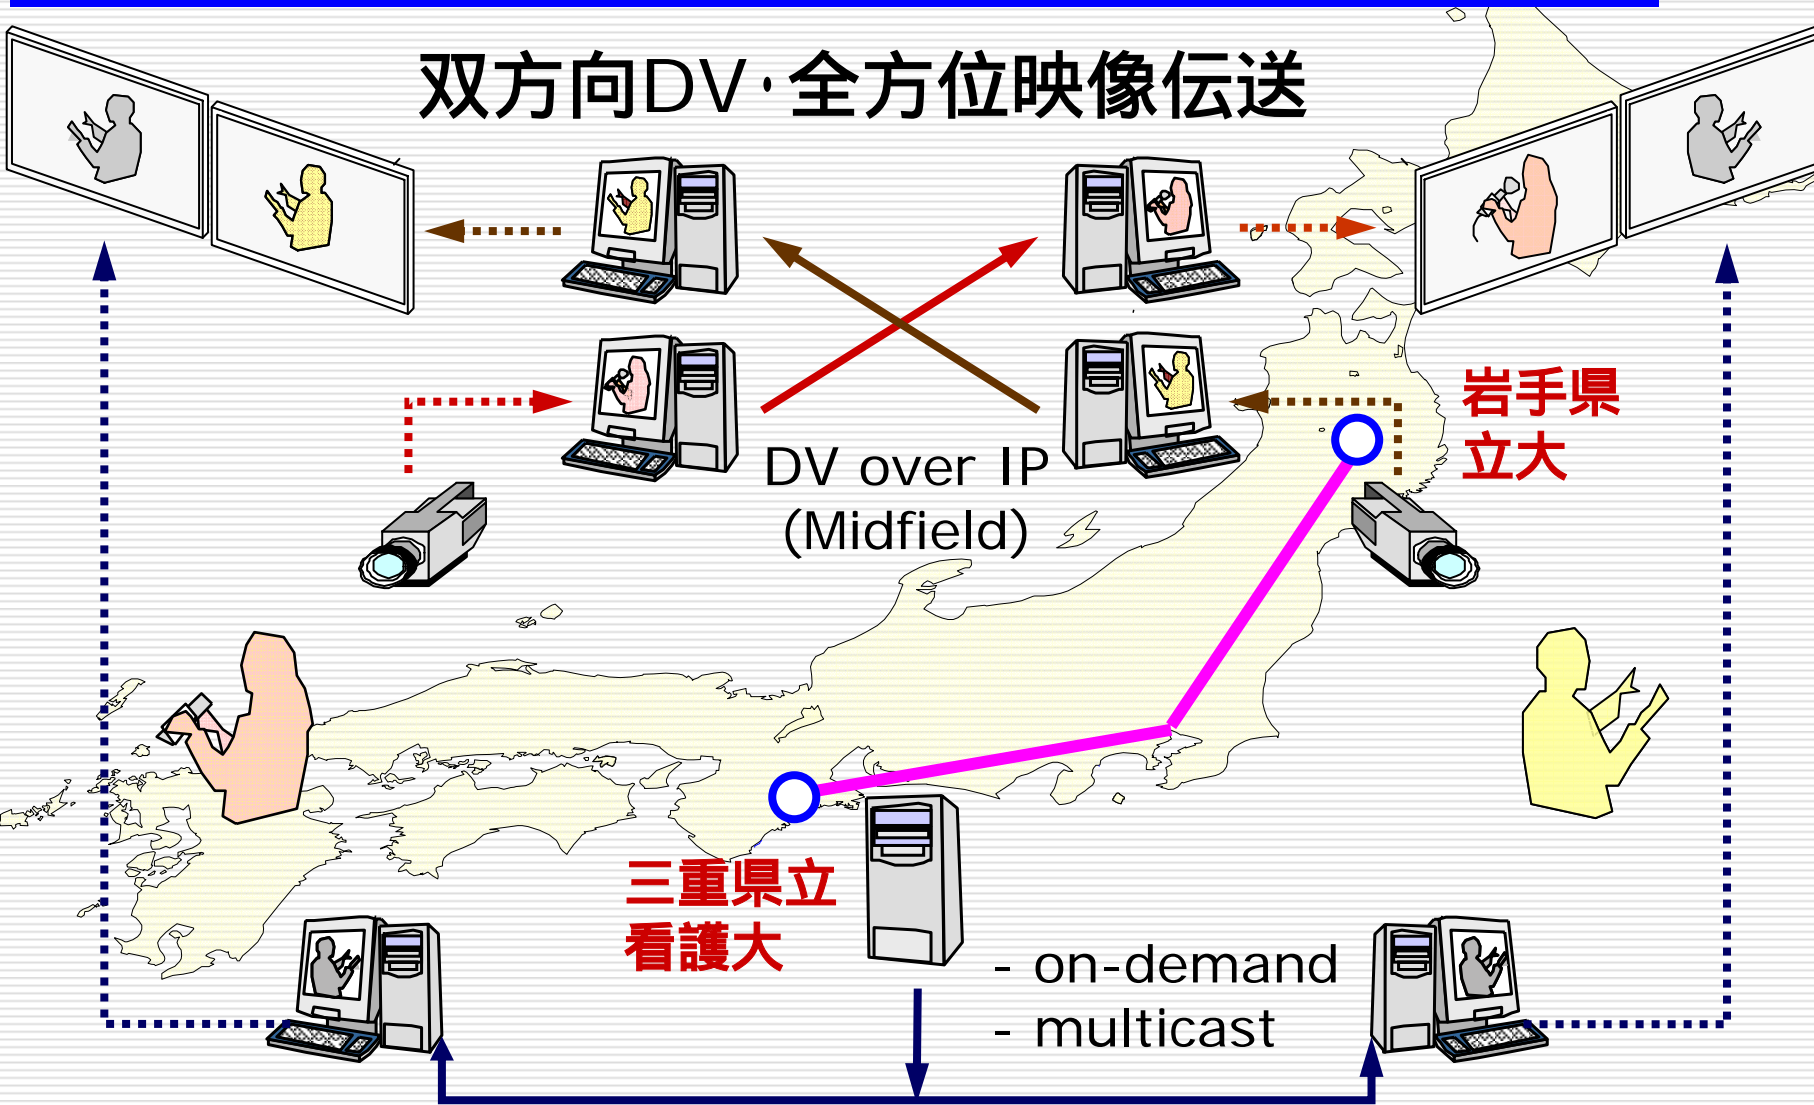 双方向DV·全方位映像伝送
岩手県
立大
DV over IP
(Midfield)
三重県立
看護大
- on-demand
- multicast